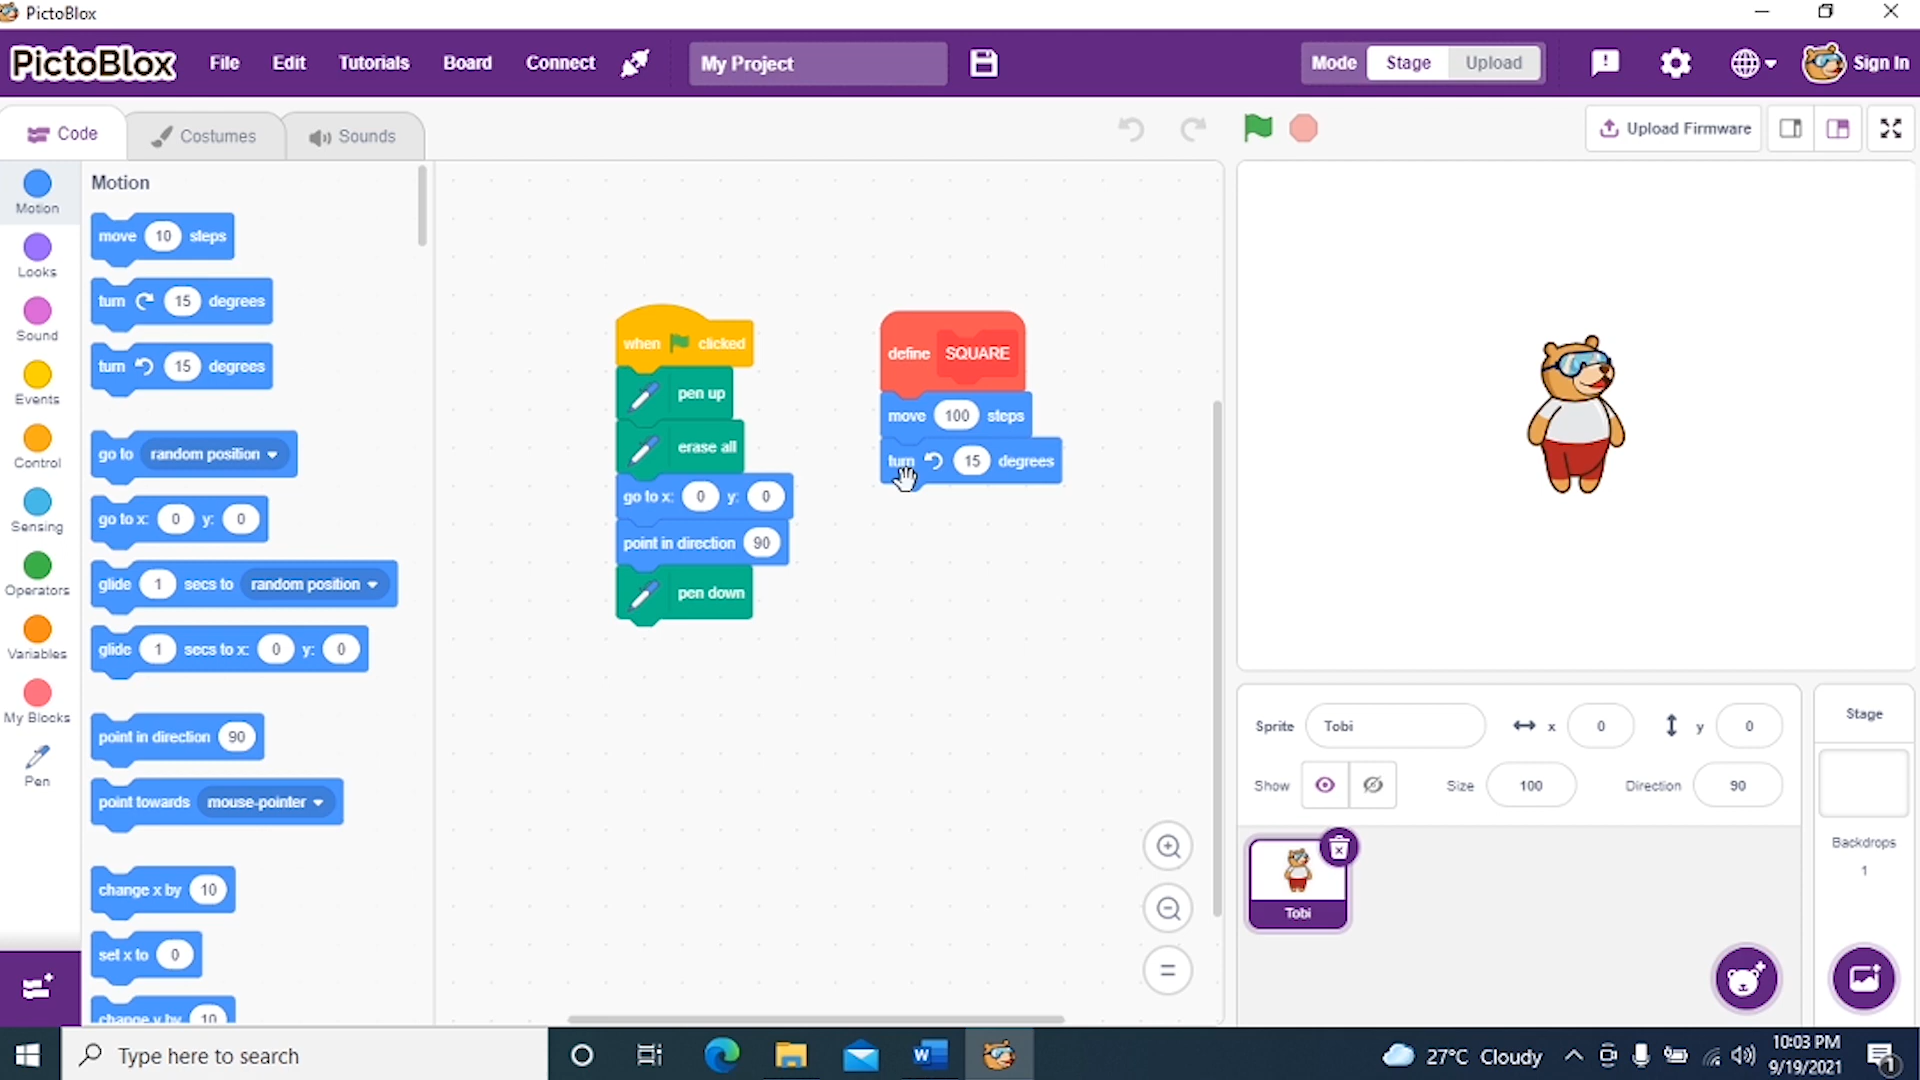 PictoBlox
PictoBlox File Edit Tutorials Board Connect My Project Mode Stage Upload Sign In
Code Costumes Sounds Upload Firmware
Motion
Looks
Sound
Events
Control
Sensing
Operators
Variables
My Blocks
Pen
Motion
move 10 steps
turn 15 degrees
turn 15 degrees
go to random position
go to x: 0 y: 0
glide 1 secs to random position
glide 1 secs to x: 0 y: 0
point in direction 90
point towards mouse-pointer
change x by 10
set x to 0
change y by 10
when clicked
pen up
erase all
go to x: 0 y: 0
point in direction 90
pen down
define SQUARE
move 100 steps
turn 15 degrees
Sprite Tobi x 0 y 0
Show Size 100 Direction 90
Tobi
Stage
Backdrops
1
Type here to search
27°C Cloudy
10:03 PM
9/19/2021
1